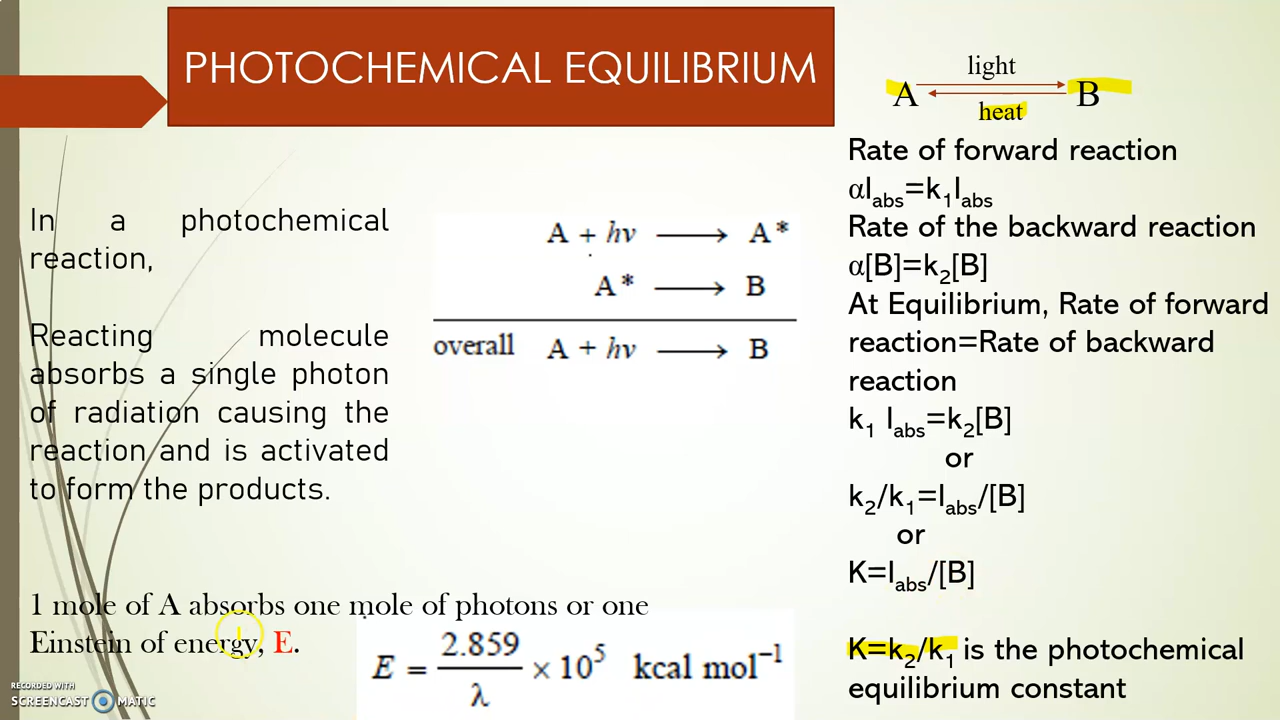 PHOTOCHEMICAL EQUILIBRIUM
In a photochemical
reaction,
Reacting molecule
absorbs a single photon
of radiation causing the
reaction and is activated
to form the products.
A + hν ⟶ A*
A* ⟶ B
overall A + hν ⟶ B
1 mole of A absorbs one mole of photons or one
Einstein of energy, E.
E = 2.859/λ × 10⁵ kcal mol⁻¹
light
A B
heat
Rate of forward reaction
αI_abs=k₁I_abs
Rate of the backward reaction
α[B]=k₂[B]
At Equilibrium, Rate of forward
reaction=Rate of backward
reaction
k₁ I_abs=k₂[B]
or
k₂/k₁=I_abs/[B]
or
K=I_abs/[B]
K=k₂/k₁ is the photochemical
equilibrium constant
RECORDED WITH
SCREENCAST MATIC